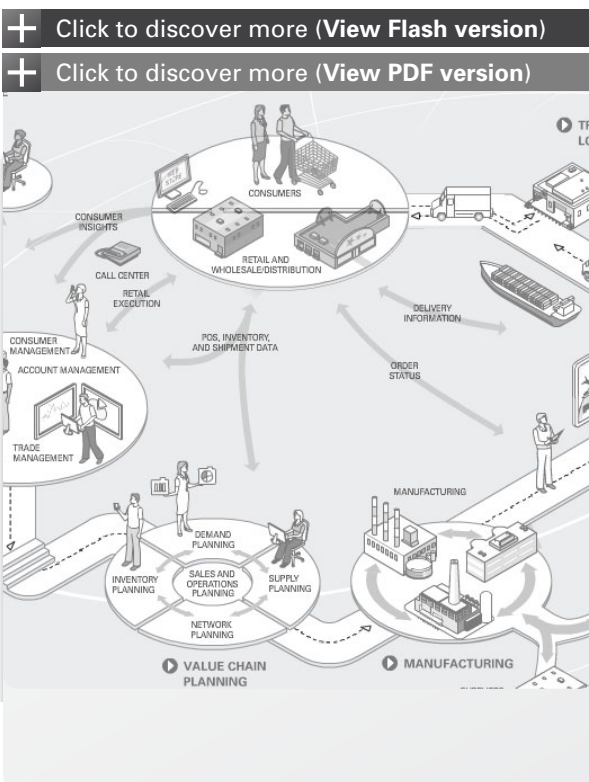 Click to discover more (View Flash version)
Click to discover more (View PDF version)
WEB
STORE
CONSUMERS
RETAIL AND
WHOLESALE/DISTRIBUTION
CONSUMER
INSIGHTS
CALL CENTER
RETAIL
EXECUTION
DELIVERY
INFORMATION
POS, INVENTORY,
AND SHIPMENT DATA
ORDER
STATUS
CONSUMER
MANAGEMENT
ACCOUNT MANAGEMENT
TRADE
MANAGEMENT
MANUFACTURING
DEMAND
PLANNING
INVENTORY
PLANNING
SALES AND
OPERATIONS
PLANNING
SUPPLY
PLANNING
NETWORK
PLANNING
VALUE CHAIN
PLANNING
MANUFACTURING